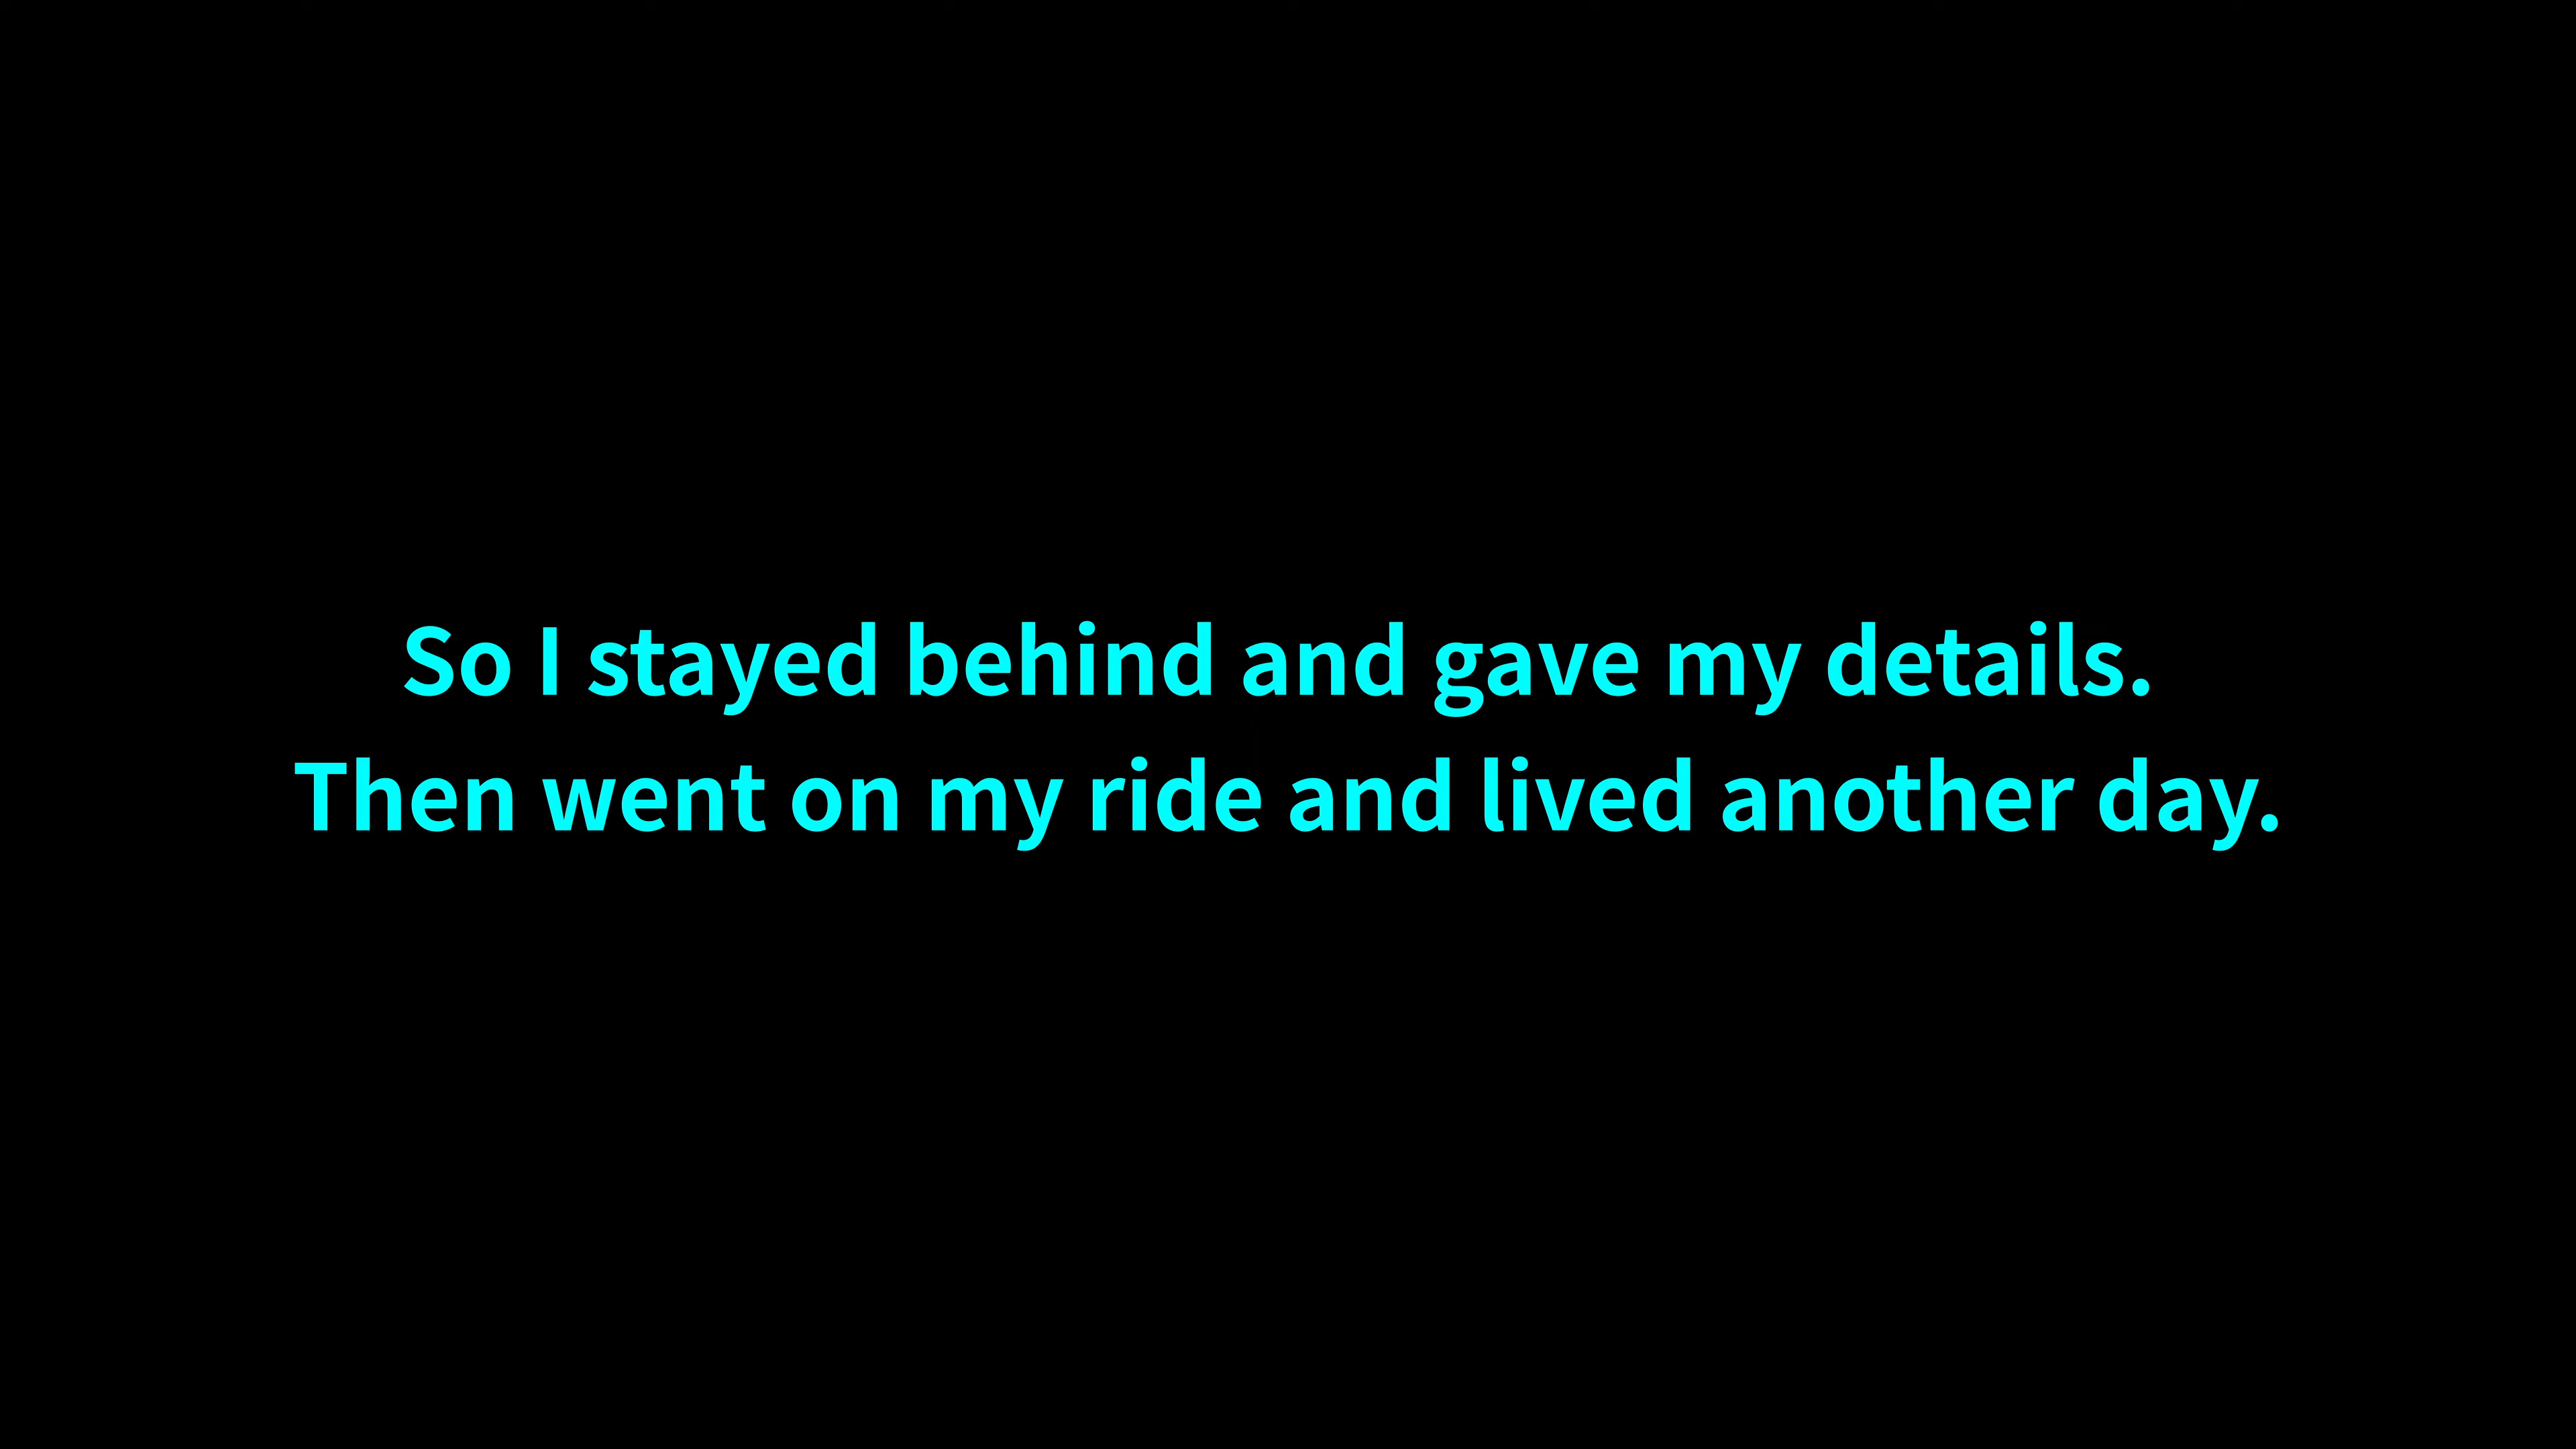 So I stayed behind and gave my details.
Then went on my ride and lived another day.